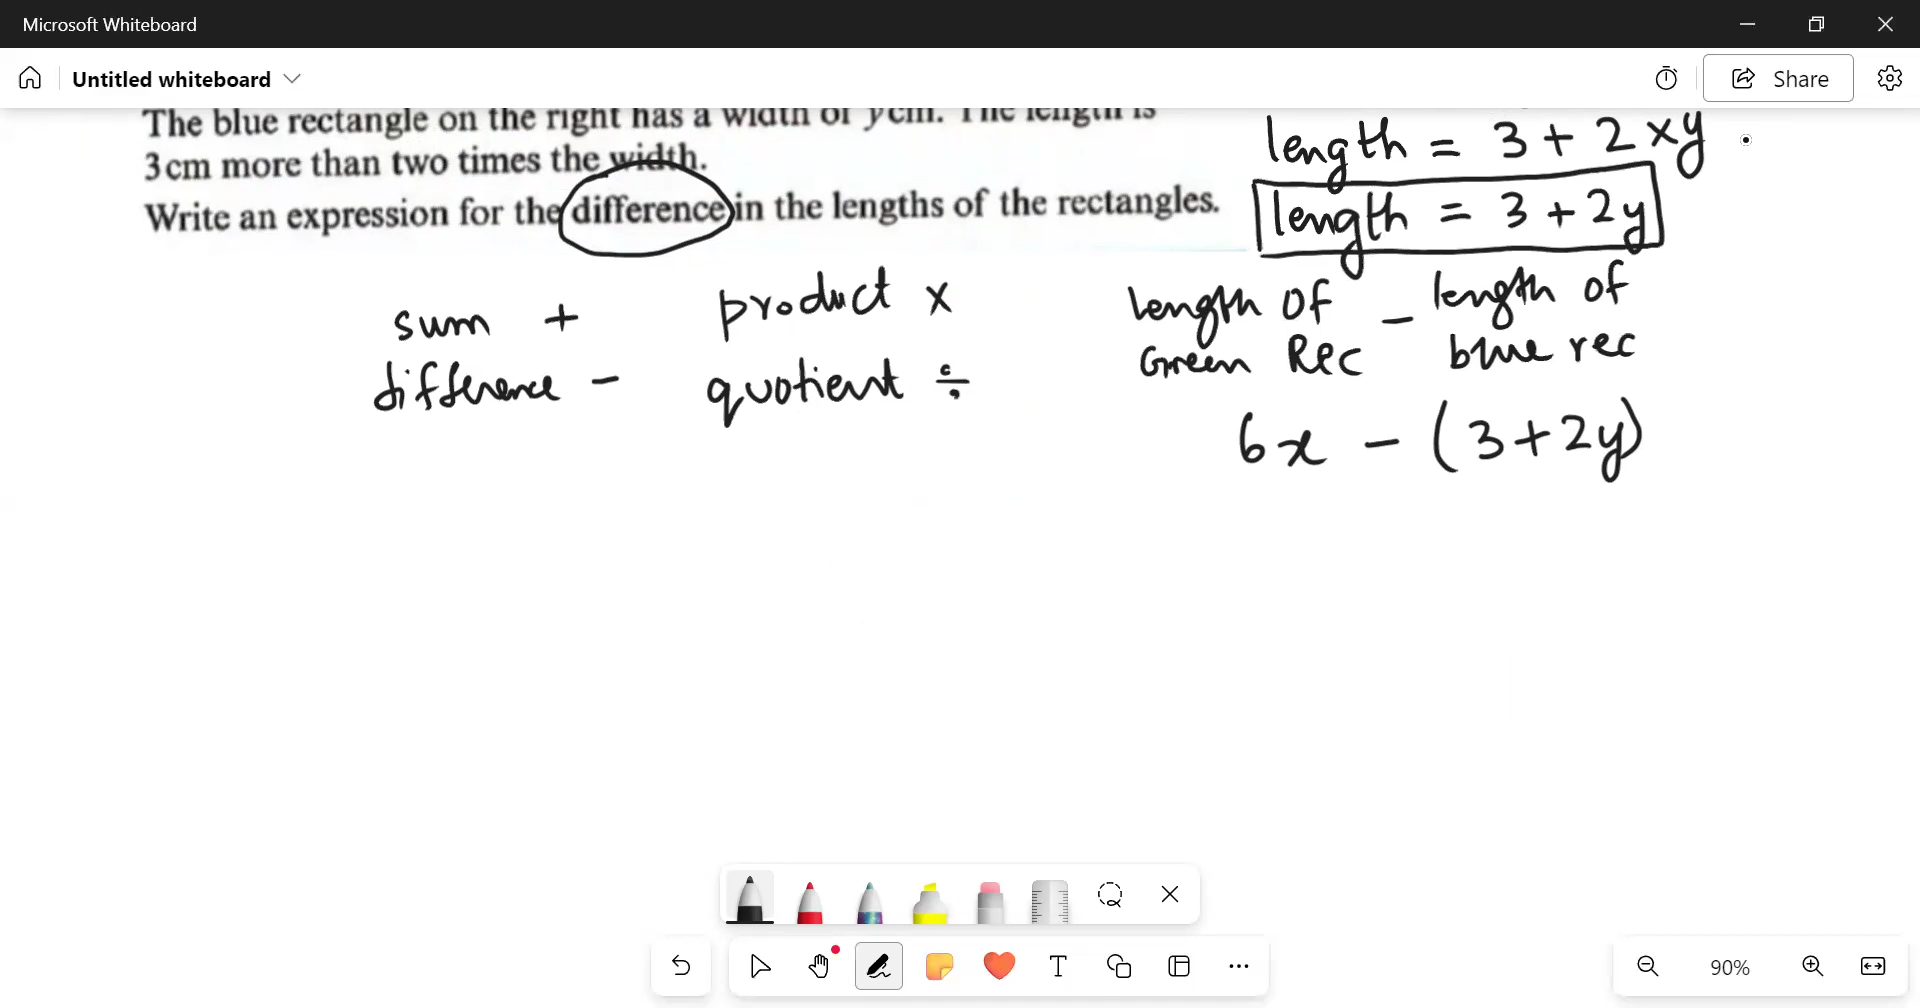 Microsoft Whiteboard
Untitled whiteboard
Share
The blue rectangle on the right has a width of y cm. The length is
3 cm more than two times the width.
Write an expression for the difference in the lengths of the rectangles.
length = 3 + 2 × y
length = 3 + 2y
sum +
difference -
product ×
quotient ÷
length of Green Rec - length of blue rec
6x - (3 + 2y)
90%